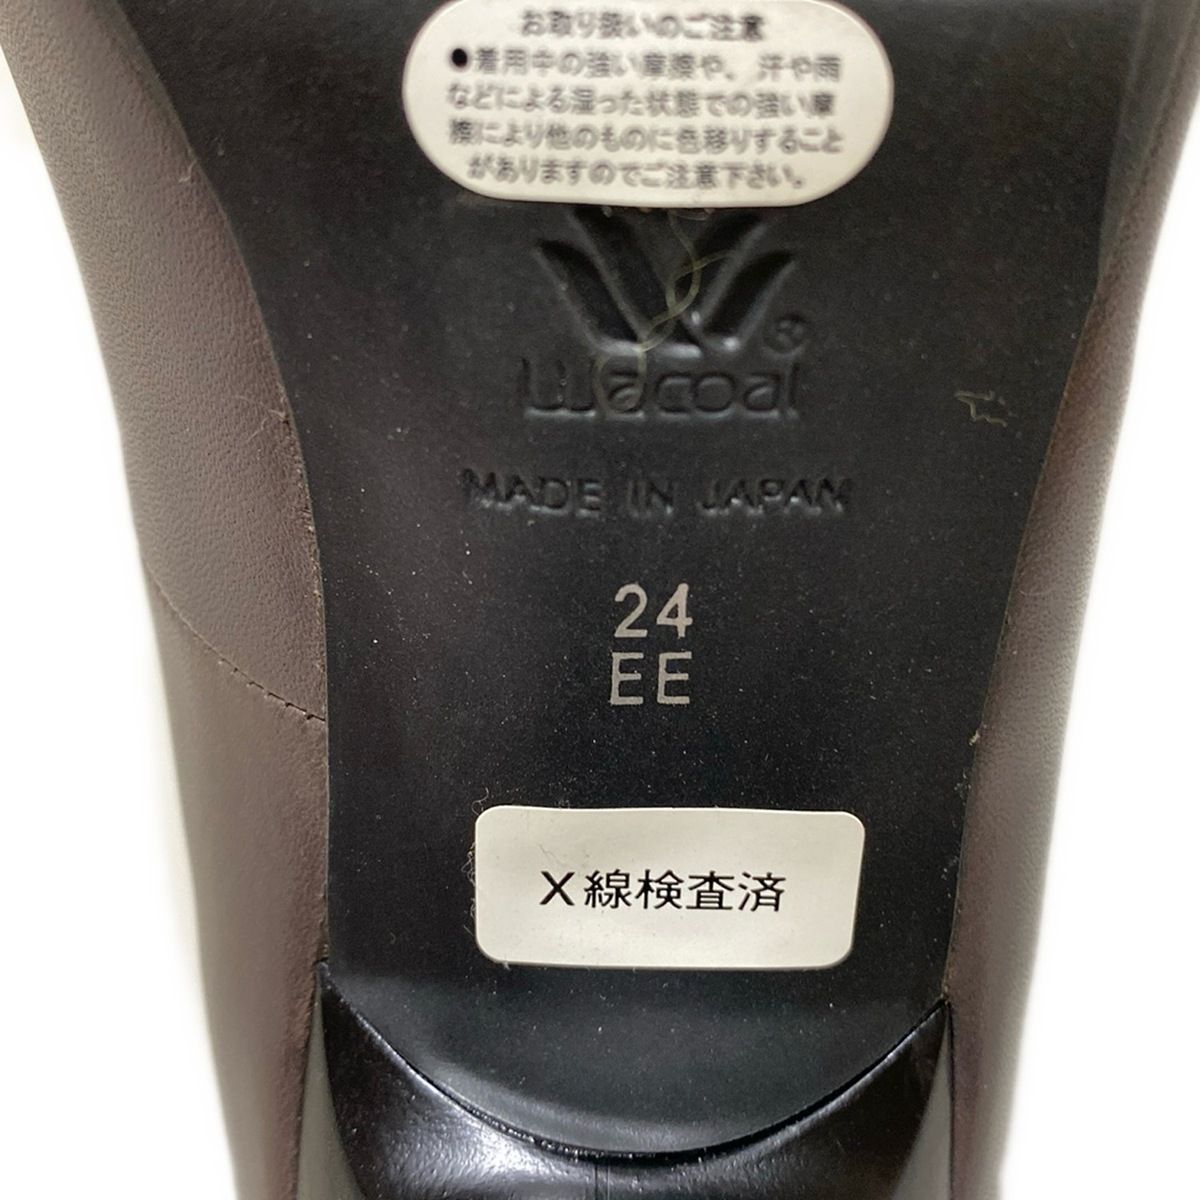 お取り扱いのご注意
●着用中の強い摩擦や、汗や雨
などによる湿った状態での強い摩
擦により他のものに色移りすること
がありますのでご注意下さい。
®
Wacoal
MADE IN JAPAN
24
EE
X線検査済